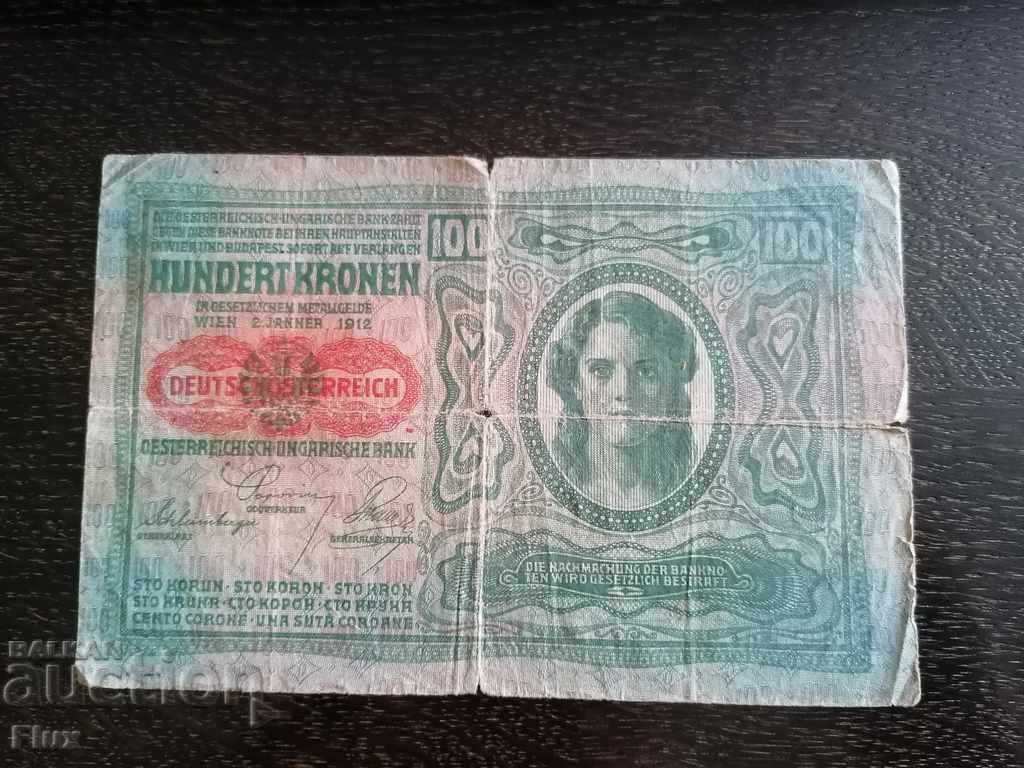 DIE OESTERREICHISCH-UNGARISCHE BANK ZAHLT
GEGEN DIESE BANKNOTE BEI IHREN HAUPTANSTALTEN
IN WIEN UND BUDAPEST SOFORT AUF VERLANGEN
HUNDERT KRONEN
IN GESETZLICHEM METALLGELDE
WIEN 2. JÄNNER 1912
DEUTSCHÖSTERREICH
OESTERREICHISCH-UNGARISCHE BANK
GOUVERNEUR
GENERALRAT
GENERALSEKRETÄR
STO KORUN · STO KORON · STO KRON
STO KRUNA · СТО КОРОН · СТО КРУНА
CENTO CORONE · UNA SUTĂ COROANE
100
100
DIE NACHMACHUNG DER BANKNO-
TEN WIRD GESETZLICH BESTRAFT
BALKAN
auction
Flux